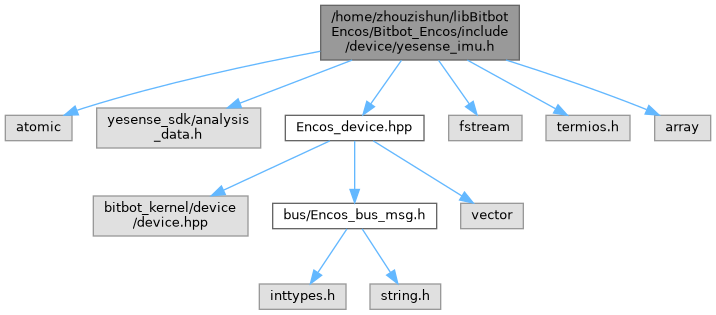 /home/zhouzishun/libBitbot
Encos/Bitbot_Encos/include
/device/yesense_imu.h
atomic
yesense_sdk/analysis
_data.h
Encos_device.hpp
fstream
termios.h
array
bitbot_kernel/device
/device.hpp
bus/Encos_bus_msg.h
vector
inttypes.h
string.h